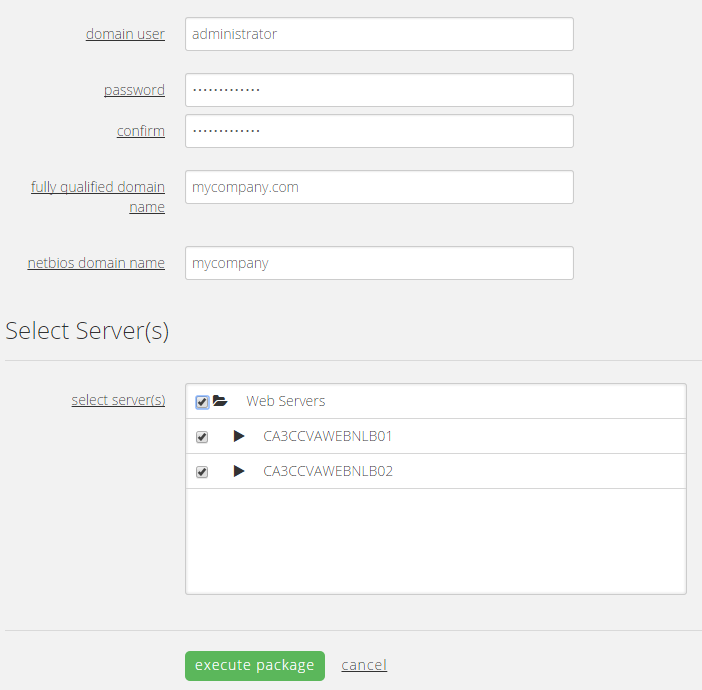 domain user administrator
password ·············
confirm ·············
fully qualified domain mycompany.com
name
netbios domain name mycompany
Select Server(s)
select server(s) Web Servers
CA3CCVAWEBNLB01
CA3CCVAWEBNLB02
execute package cancel